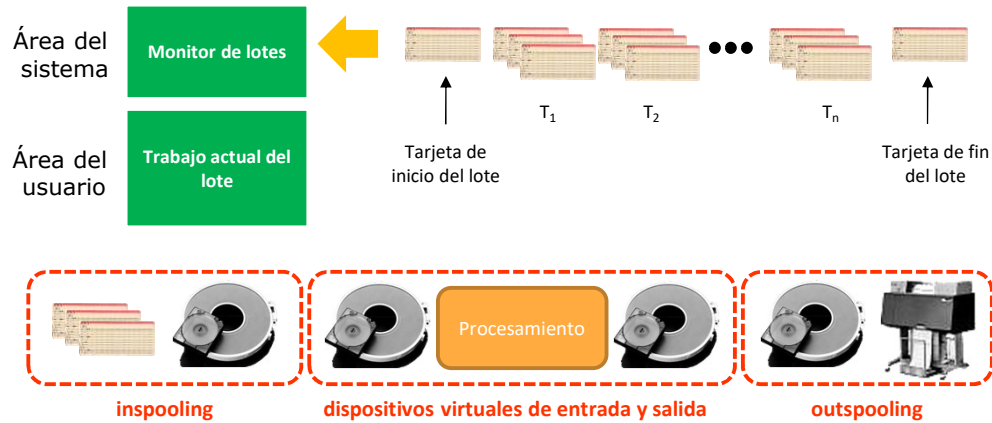 Área del
sistema
Monitor de lotes
T1
T2
Tn
Tarjeta de
inicio del lote
Tarjeta de fin
del lote
Área del
usuario
Trabajo actual del
lote
Procesamiento
inspooling
dispositivos virtuales de entrada y salida
outspooling